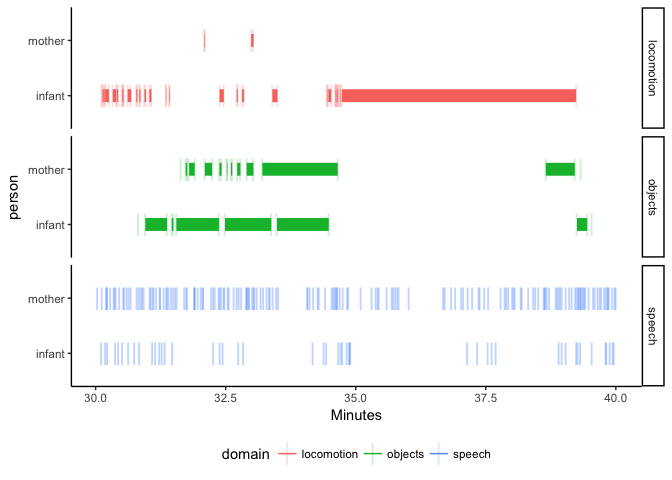 mother
infant
locomotion
mother
infant
objects
mother
infant
speech
person
30.0 32.5 35.0 37.5 40.0
Minutes
domain locomotion objects speech